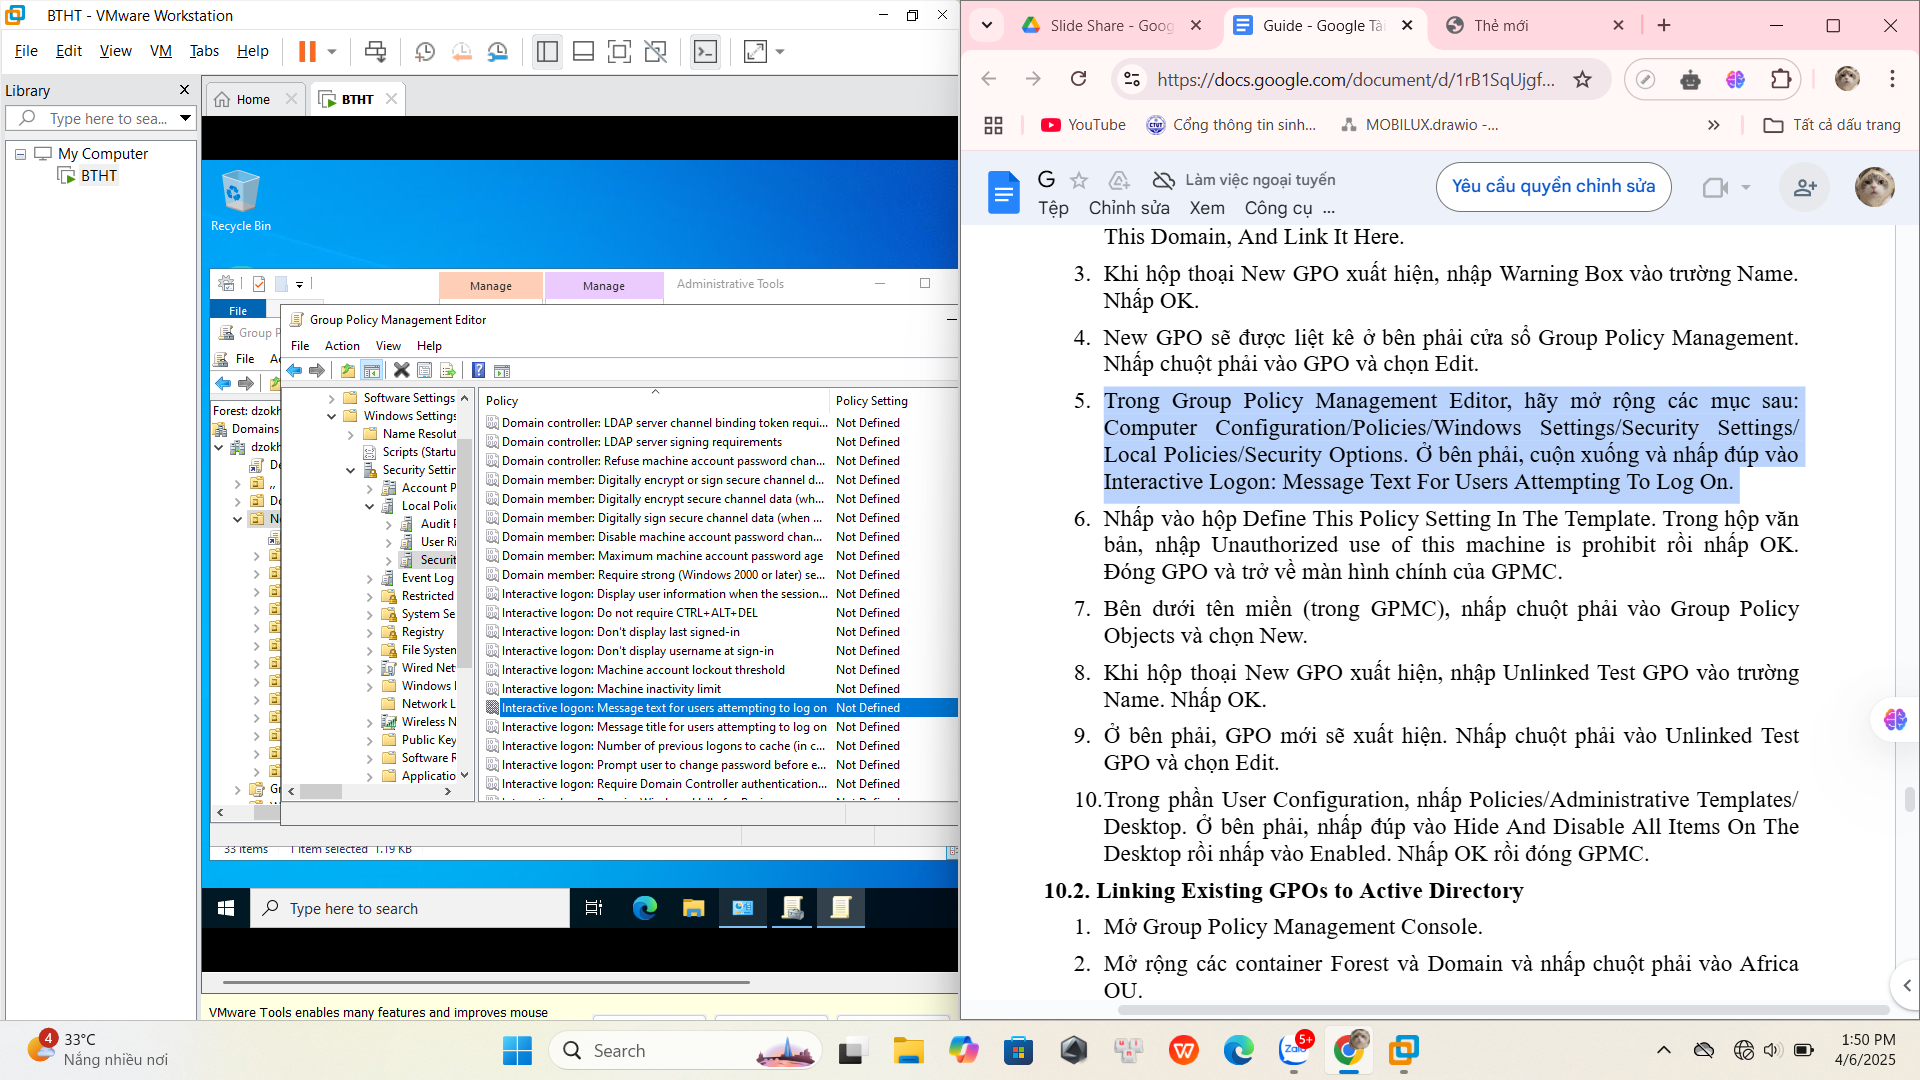 BTHT - VMware Workstation
File Edit View VM Tabs Help
Library
Type here to sea...
My Computer
BTHT
Home
BTHT
Recycle Bin
Manage
Manage
Administrative Tools
File
Group P
File
Forest: dzokh
Domains
dzokh
Group Policy Management Editor
File Action View Help
Software Settings
Windows Settings
Name Resolut
Scripts (Startu
Security Settin
Account P
Local Polic
Audit P
User Ri
Securit
Event Log
Restricted
System Se
Registry
File System
Wired Net
Windows
Network L
Wireless N
Public Key
Software R
Applicatio
Policy Policy Setting
Domain controller: LDAP server channel binding token requi... Not Defined
Domain controller: LDAP server signing requirements Not Defined
Domain controller: Refuse machine account password chan... Not Defined
Domain member: Digitally encrypt or sign secure channel d... Not Defined
Domain member: Digitally encrypt secure channel data (wh... Not Defined
Domain member: Digitally sign secure channel data (when ... Not Defined
Domain member: Disable machine account password chan... Not Defined
Domain member: Maximum machine account password age Not Defined
Domain member: Require strong (Windows 2000 or later) se... Not Defined
Interactive logon: Display user information when the session... Not Defined
Interactive logon: Do not require CTRL+ALT+DEL Not Defined
Interactive logon: Don't display last signed-in Not Defined
Interactive logon: Don't display username at sign-in Not Defined
Interactive logon: Machine account lockout threshold Not Defined
Interactive logon: Machine inactivity limit Not Defined
Interactive logon: Message text for users attempting to log on Not Defined
Interactive logon: Message title for users attempting to log on Not Defined
Interactive logon: Number of previous logons to cache (in c... Not Defined
Interactive logon: Prompt user to change password before e... Not Defined
Interactive logon: Require Domain Controller authentication... Not Defined
33 items 1 item selected 1.19 KB
Type here to search
VMware Tools enables many features and improves mouse
Slide Share - Goog
Guide - Google Tài
Thẻ mới
https://docs.google.com/document/d/1rB1SqUjgf...
YouTube
Cổng thông tin sinh...
MOBILUX.drawio -...
Tất cả dấu trang
G
Làm việc ngoại tuyến
Tệp Chỉnh sửa Xem Công cụ ...
Yêu cầu quyền chỉnh sửa
This Domain, And Link It Here.
3. Khi hộp thoại New GPO xuất hiện, nhập Warning Box vào trường Name.
Nhấp OK.
4. New GPO sẽ được liệt kê ở bên phải cửa sổ Group Policy Management.
Nhấp chuột phải vào GPO và chọn Edit.
5. Trong Group Policy Management Editor, hãy mở rộng các mục sau:
Computer Configuration/Policies/Windows Settings/Security Settings/
Local Policies/Security Options. Ở bên phải, cuộn xuống và nhấp đúp vào
Interactive Logon: Message Text For Users Attempting To Log On.
6. Nhấp vào hộp Define This Policy Setting In The Template. Trong hộp văn
bản, nhập Unauthorized use of this machine is prohibit rồi nhấp OK.
Đóng GPO và trở về màn hình chính của GPMC.
7. Bên dưới tên miền (trong GPMC), nhấp chuột phải vào Group Policy
Objects và chọn New.
8. Khi hộp thoại New GPO xuất hiện, nhập Unlinked Test GPO vào trường
Name. Nhấp OK.
9. Ở bên phải, GPO mới sẽ xuất hiện. Nhấp chuột phải vào Unlinked Test
GPO và chọn Edit.
10. Trong phần User Configuration, nhấp Policies/Administrative Templates/
Desktop. Ở bên phải, nhấp đúp vào Hide And Disable All Items On The
Desktop rồi nhấp vào Enabled. Nhấp OK rồi đóng GPMC.
10.2. Linking Existing GPOs to Active Directory
1. Mở Group Policy Management Console.
2. Mở rộng các container Forest và Domain và nhấp chuột phải vào Africa
OU.
4
33°C
Nắng nhiều nơi
Search
Zalo
5+
1:50 PM
4/6/2025